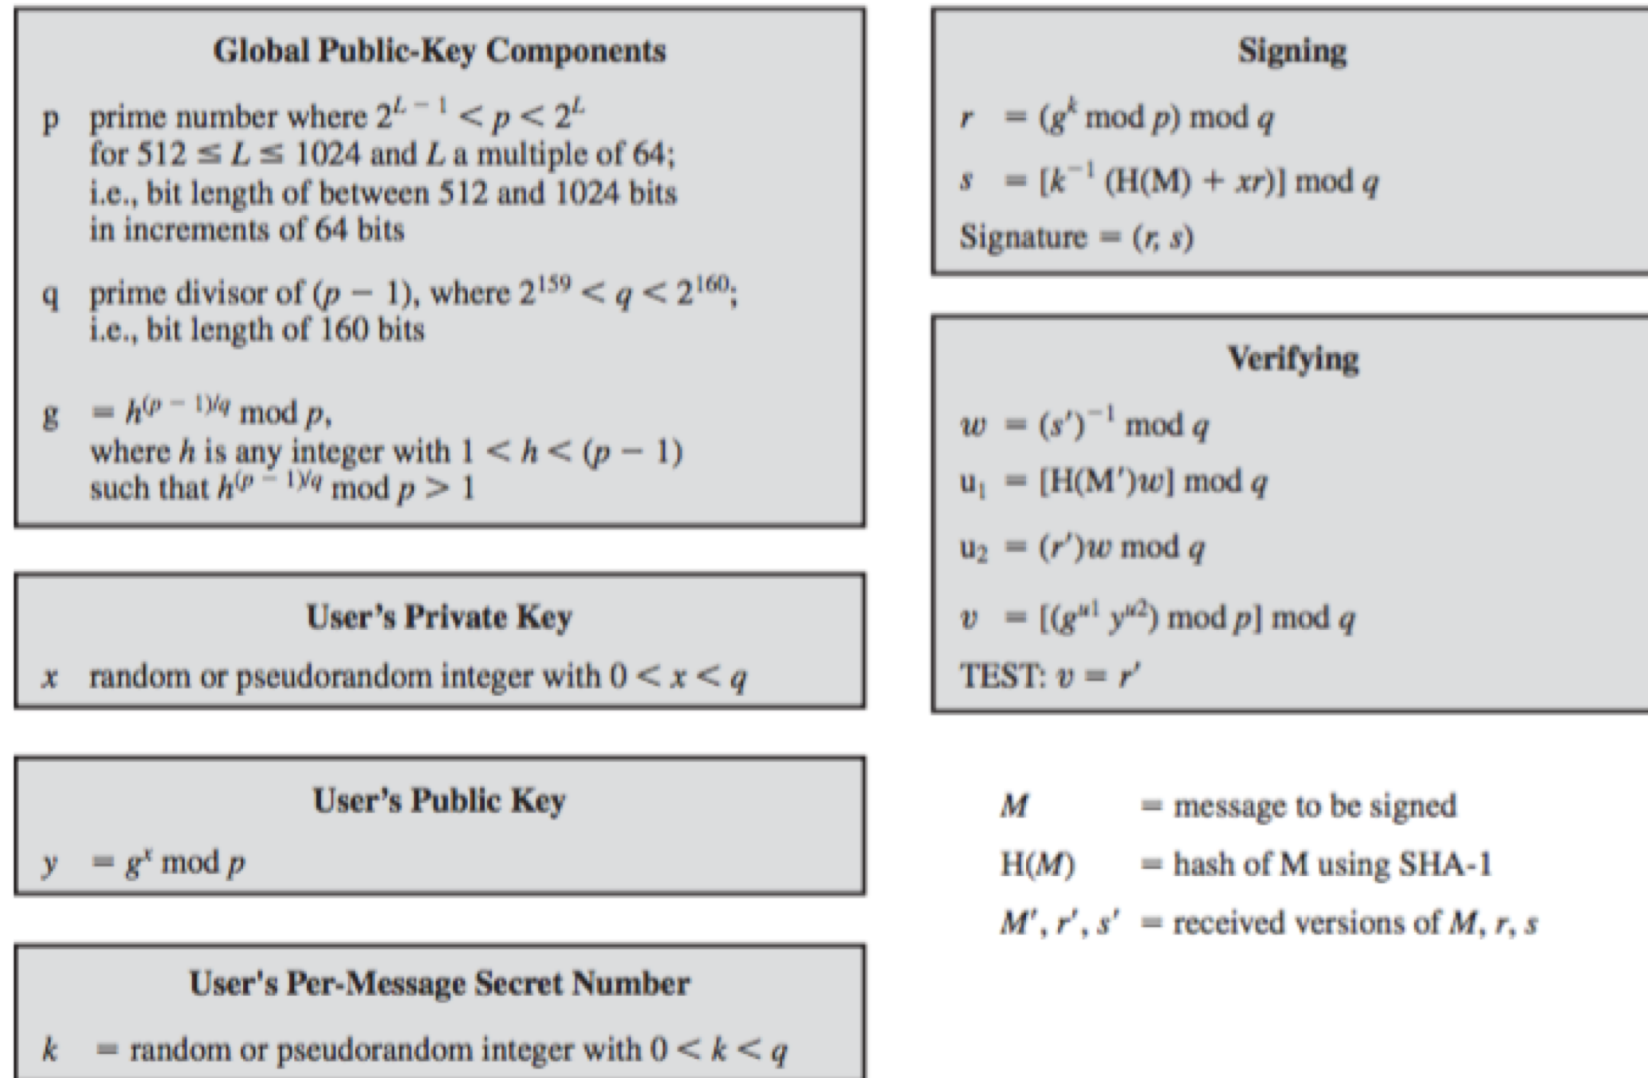 Global Public-Key Components
p prime number where 2^{L – 1} < p < 2^{L}
for 512 ≤ L ≤ 1024 and L a multiple of 64;
i.e., bit length of between 512 and 1024 bits
in increments of 64 bits
q prime divisor of (p – 1), where 2^{159} < q < 2^{160};
i.e., bit length of 160 bits
g = h^{(p – 1)/q} mod p,
where h is any integer with 1 < h < (p – 1)
such that h^{(p – 1)/q} mod p > 1
User's Private Key
x random or pseudorandom integer with 0 < x < q
User's Public Key
y = g^{x} mod p
User's Per-Message Secret Number
k = random or pseudorandom integer with 0 < k < q
Signing
r = (g^{k} mod p) mod q
s = [k^{–1} (H(M) + xr)] mod q
Signature = (r, s)
Verifying
w = (s′)^{–1} mod q
u₁ = [H(M′)w] mod q
u₂ = (r′)w mod q
v = [(g^{u1} y^{u2}) mod p] mod q
TEST: v = r′
M = message to be signed
H(M) = hash of M using SHA-1
M′, r′, s′ = received versions of M, r, s